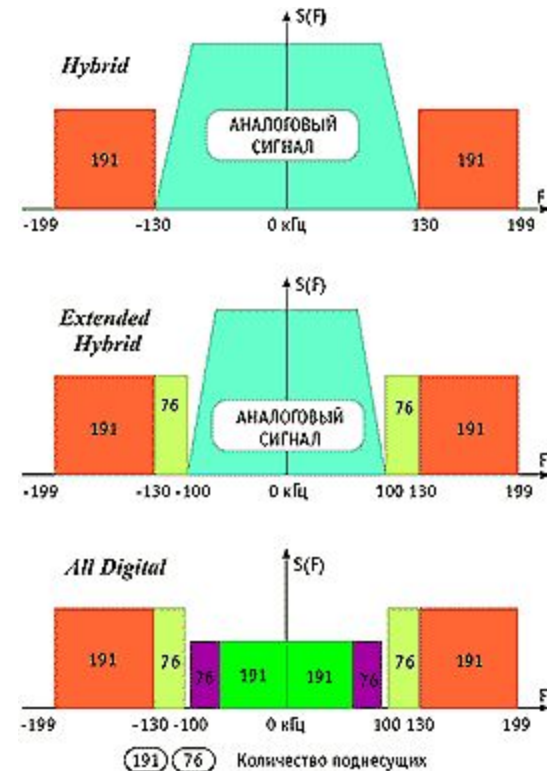 S(F)
Hybrid
АНАЛОГОВЫЙ
СИГНАЛ
191
191
F
-199
-130
0 кГц
130
199
S(F)
Extended
Hybrid
76
76
191
191
АНАЛОГОВЫЙ
СИГНАЛ
F
-199
-130
-100
0 кГц
100
130
199
All Digital
S(F)
191
76
76
191
191
76
76
191
F
-199
-130
-100
0 кГц
100
130
199
191 76 Количество поднесущих